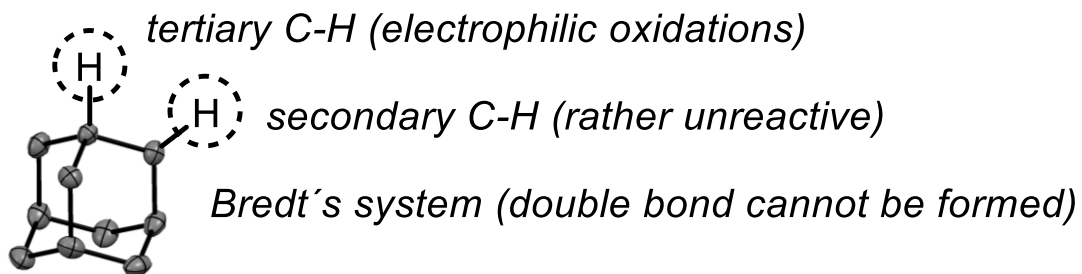 tertiary C-H (electrophilic oxidations)
H
H
secondary C-H (rather unreactive)
Bredt´s system (double bond cannot be formed)